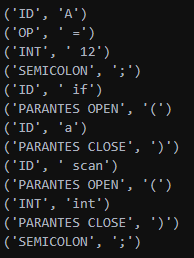 ('ID', 'A')
('OP', ' =')
('INT', ' 12')
('SEMICOLON', ';')
('ID', ' if')
('PARANTES OPEN', '(')
('ID', 'a')
('PARANTES CLOSE', ')')
('ID', ' scan')
('PARANTES OPEN', '(')
('INT', 'int')
('PARANTES CLOSE', ')')
('SEMICOLON', ';')